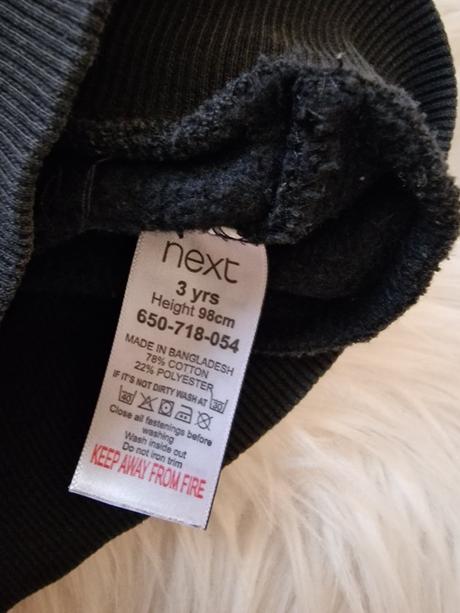 next
3 yrs
Height 98cm
650-718-054
MADE IN BANGLADESH
78% COTTON
22% POLYESTER
IF IT'S NOT DIRTY WASH AT 30
40
Close all fastenings before
washing
Wash inside out
Do not iron trim
KEEP AWAY FROM FIRE